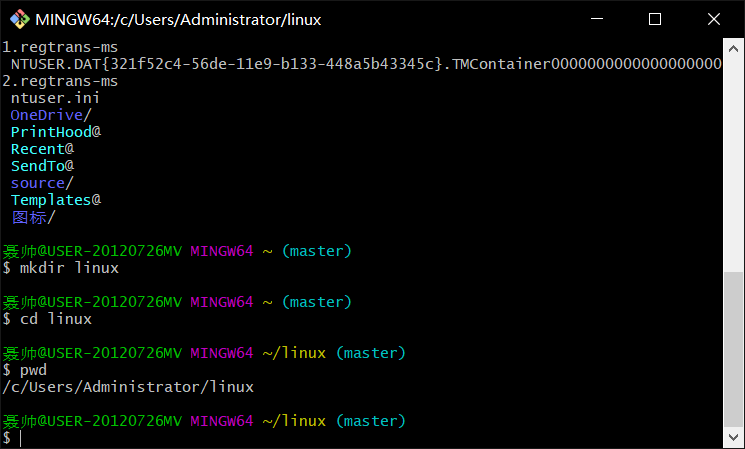 MINGW64:/c/Users/Administrator/linux
1.regtrans-ms
NTUSER.DAT{321f52c4-56de-11e9-b133-448a5b43345c}.TMContainer0000000000000000000
2.regtrans-ms
ntuser.ini
OneDrive/
PrintHood@
Recent@
SendTo@
source/
Templates@
图标/
聂帅@USER-20120726MV MINGW64 ~ (master)
$ mkdir linux
聂帅@USER-20120726MV MINGW64 ~ (master)
$ cd linux
聂帅@USER-20120726MV MINGW64 ~/linux (master)
$ pwd
/c/Users/Administrator/linux
聂帅@USER-20120726MV MINGW64 ~/linux (master)
$